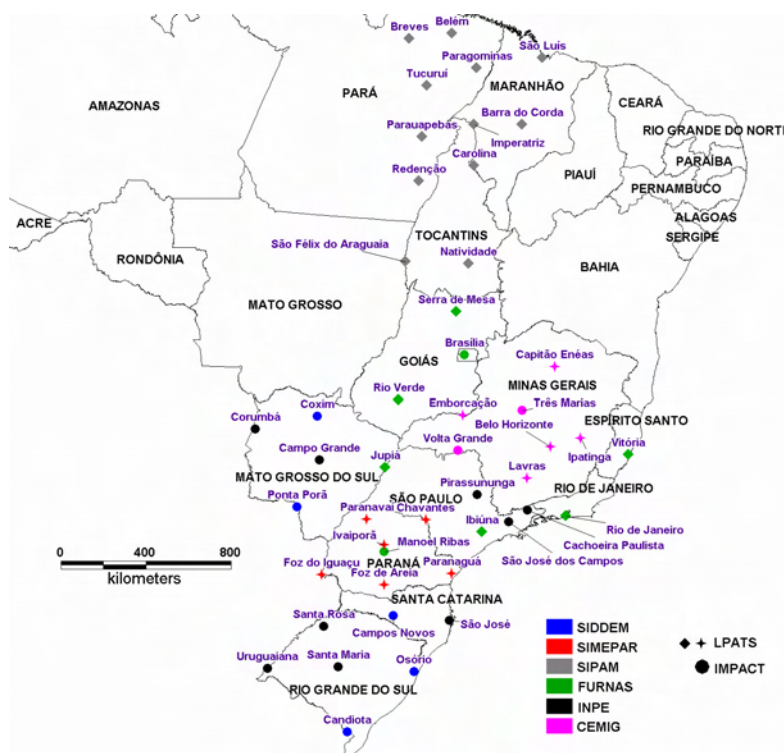 Breves
Belém
São Luís
Paragominas
Tucuruí
MARANHÃO
AMAZONAS
PARÁ
CEARÁ
Barra do Corda
RIO GRANDE DO NORTE
Parauapebas
Imperatriz
Carolina
PARAÍBA
Redenção
PIAUÍ
PERNAMBUCO
ALAGOAS
ACRE
SERGIPE
TOCANTINS
São Félix do Araguaia
RONDÔNIA
Natividade
BAHIA
MATO GROSSO
Serra de Mesa
Brasília
GOIÁS
Capitão Enéas
MINAS GERAIS
Rio Verde
Emborcação
Três Marias
Coxim
Corumbá
Belo Horizonte
ESPÍRITO SANTO
Volta Grande
Vitória
Campo Grande
Jupia
Ipatinga
MATO GROSSO DO SUL
Lavras
Pirassununga
RIO DE JANEIRO
Ponta Porã
SÃO PAULO
Paranavai
Chavantes
Ibiúna
Rio de Janeiro
Ivaiporã
Manoel Ribas
Cachoeira Paulista
0 400 800
kilometers
Foz do Iguaçu
PARANÁ
Paranaguá
São José dos Campos
Foz de Areia
SANTA CATARINA
Santa Rosa
Campos Novos
São José
Uruguaiana
Santa Maria
Osório
RIO GRANDE DO SUL
Candiota
SIDDEM
SIMEPAR
SIPAM
FURNAS
INPE
CEMIG
LPATS
IMPACT